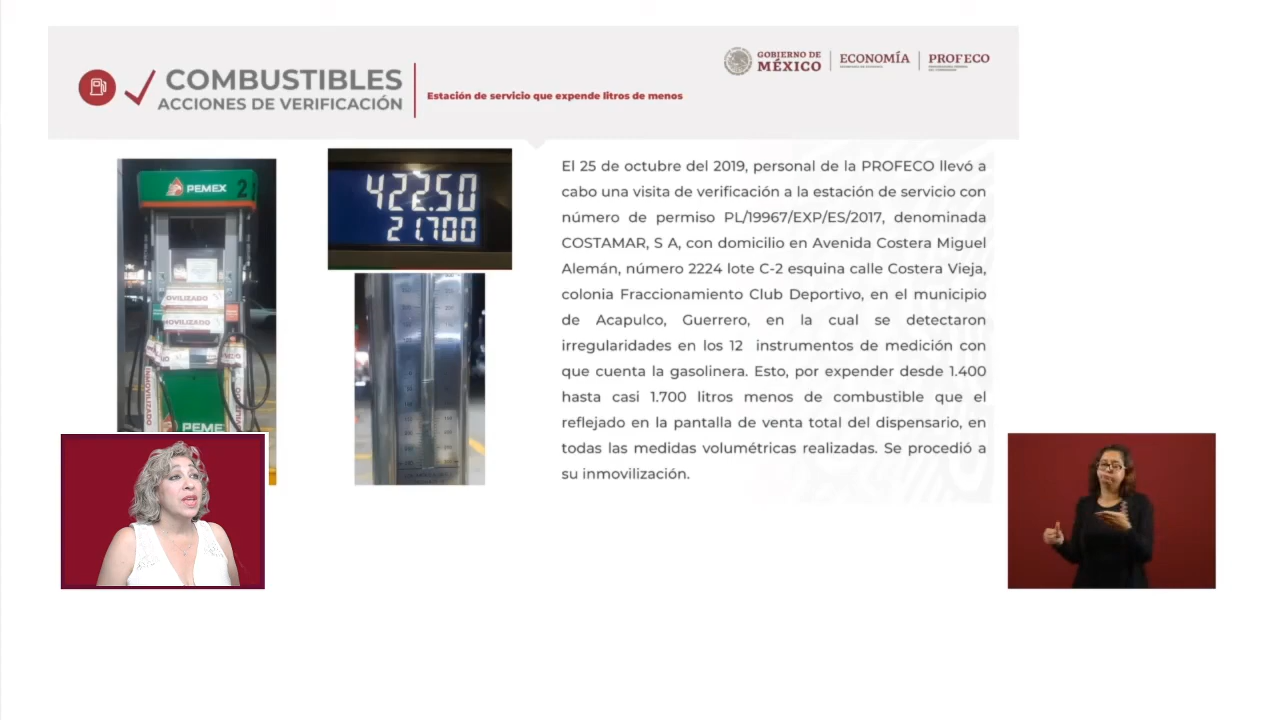 GOBIERNO DE
MÉXICO
ECONOMÍA
PROFECO
COMBUSTIBLES
ACCIONES DE VERIFICACIÓN
Estación de servicio que expende litros de menos
PEMEX 2
OVILIZADO
MOVILIZADO
INMOVILIZADO
PEME
422.50
21.700
El 25 de octubre del 2019, personal de la PROFECO llevó a
cabo una visita de verificación a la estación de servicio con
número de permiso PL/19967/EXP/ES/2017, denominada
COSTAMAR, S A, con domicilio en Avenida Costera Miguel
Alemán, número 2224 lote C-2 esquina calle Costera Vieja,
colonia Fraccionamiento Club Deportivo, en el municipio
de Acapulco, Guerrero, en la cual se detectaron
irregularidades en los 12 instrumentos de medición con
que cuenta la gasolinera. Esto, por expender desde 1.400
hasta casi 1.700 litros menos de combustible que el
reflejado en la pantalla de venta total del dispensario, en
todas las medidas volumétricas realizadas. Se procedió a
su inmovilización.